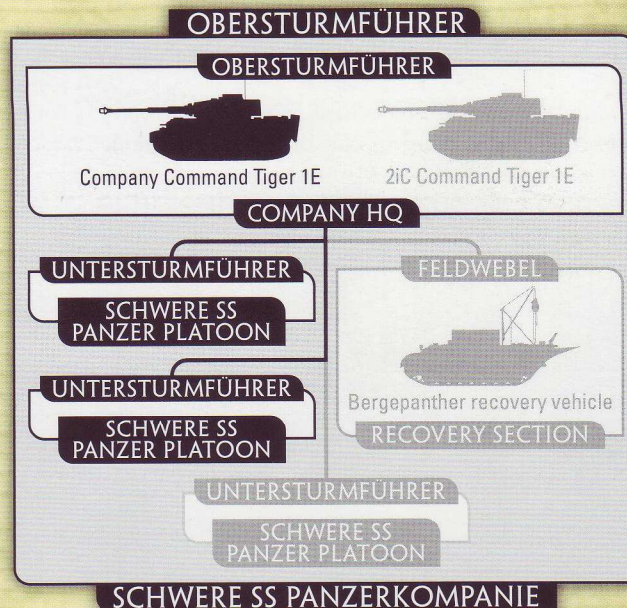 OBERSTURMFÜHRER
OBERSTURMFÜHRER
Company Command Tiger 1E
2iC Command Tiger 1E
COMPANY HQ
UNTERSTURMFÜHRER
SCHWERE SS
PANZER PLATOON
FELDWEBEL
Bergepanther recovery vehicle
RECOVERY SECTION
UNTERSTURMFÜHRER
SCHWERE SS
PANZER PLATOON
UNTERSTURMFÜHRER
SCHWERE SS
PANZER PLATOON
SCHWERE SS PANZERKOMPANIE